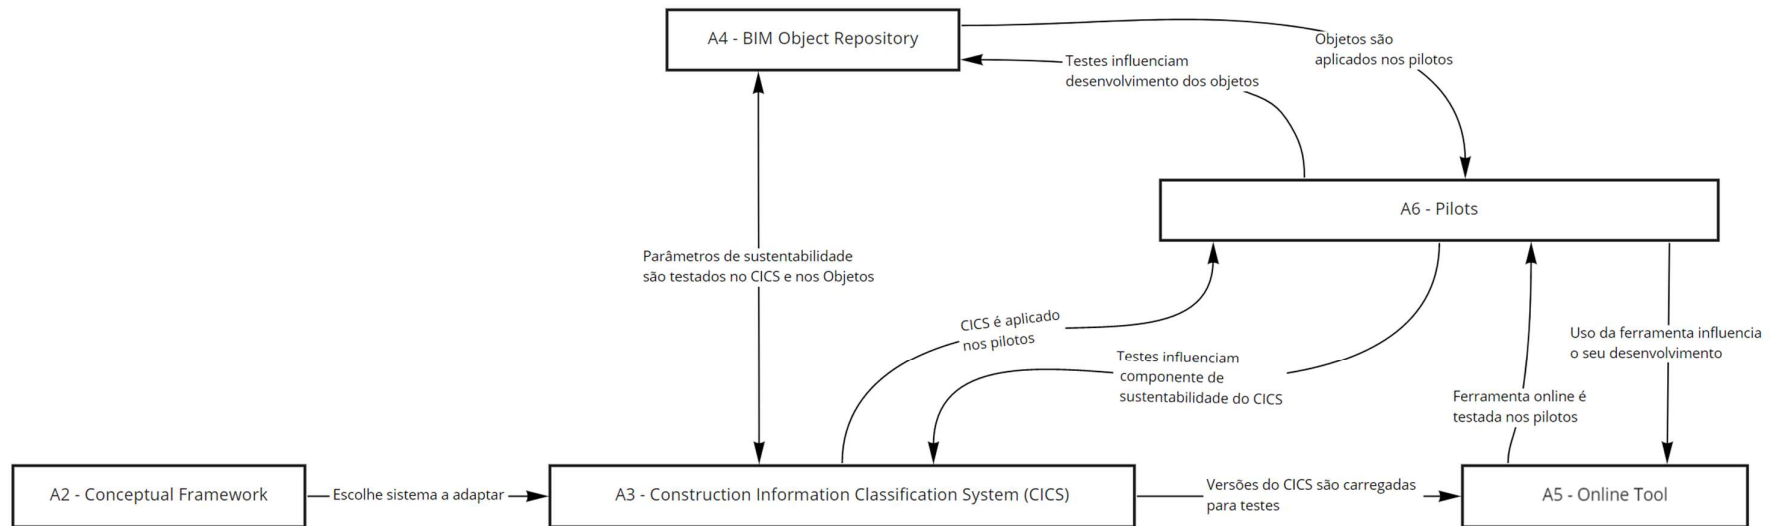 A4 - BIM Object Repository
Objetos são
aplicados nos pilotos
Testes influenciam
desenvolvimento dos objetos
A6 - Pilots
Parâmetros de sustentabilidade
são testados no CICS e nos Objetos
CICS é aplicado
nos pilotos
Testes influenciam
componente de
sustentabilidade do CICS
Uso da ferramenta influencia
o seu desenvolvimento
Ferramenta online é
testada nos pilotos
A2 - Conceptual Framework
Escolhe sistema a adaptar
A3 - Construction Information Classification System (CICS)
Versões do CICS são carregadas
para testes
A5 - Online Tool